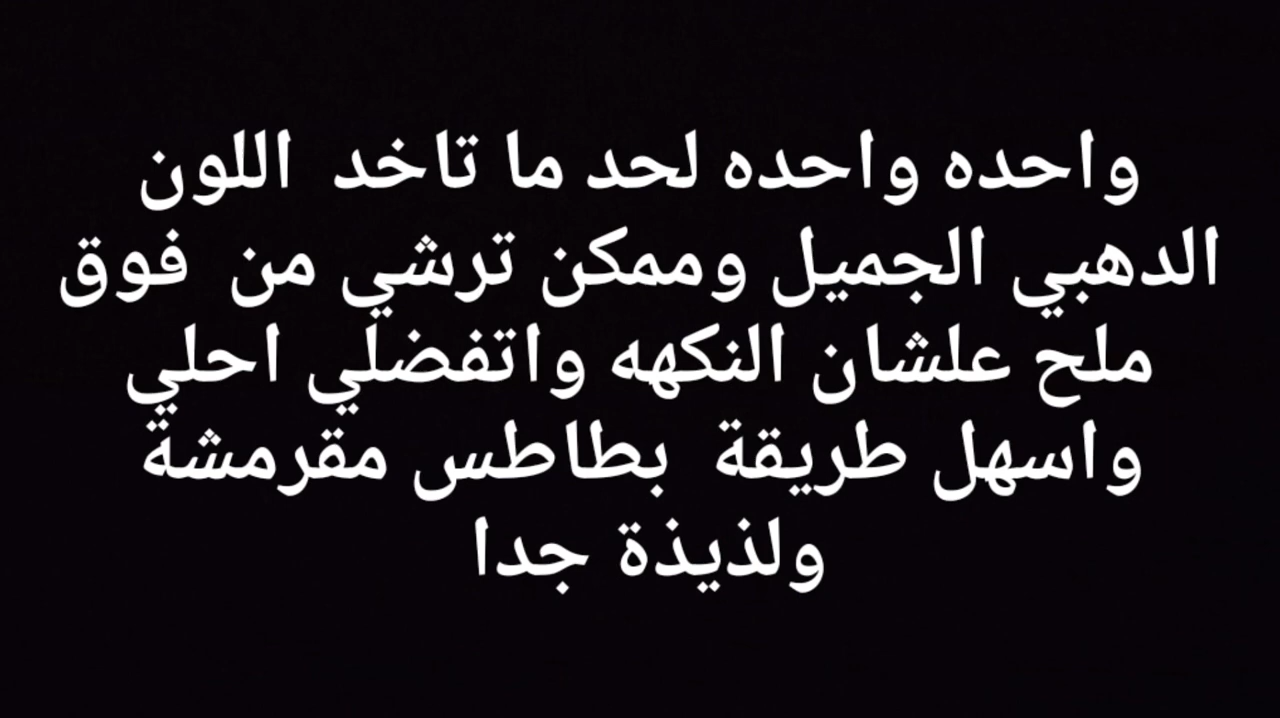 واحده واحده لحد ما تاخد اللون
الدهبي الجميل وممكن ترشي من فوق
ملح علشان النكهه واتفضلي احلي
واسهل طريقة بطاطس مقرمشة
ولذيذة جدا